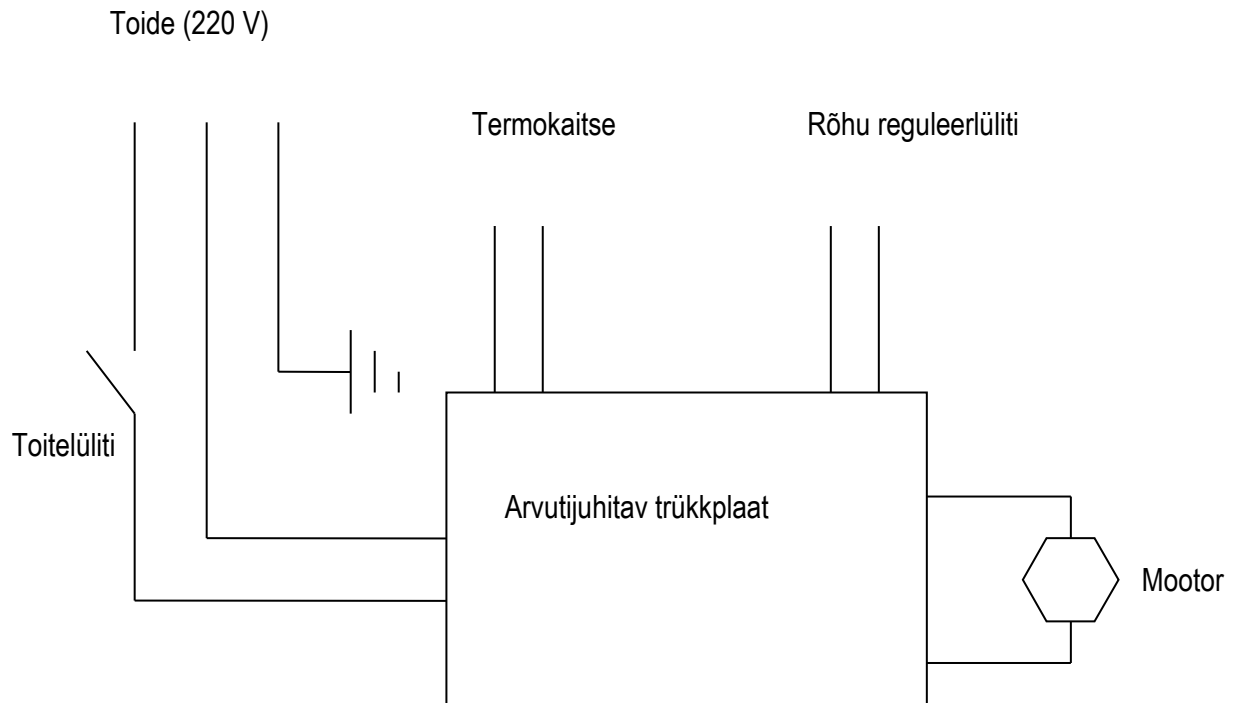 Toide (220 V)
Termokaitse
Rõhu reguleerlüliti
Toitelüliti
Arvutijuhitav trükkplaat
Mootor